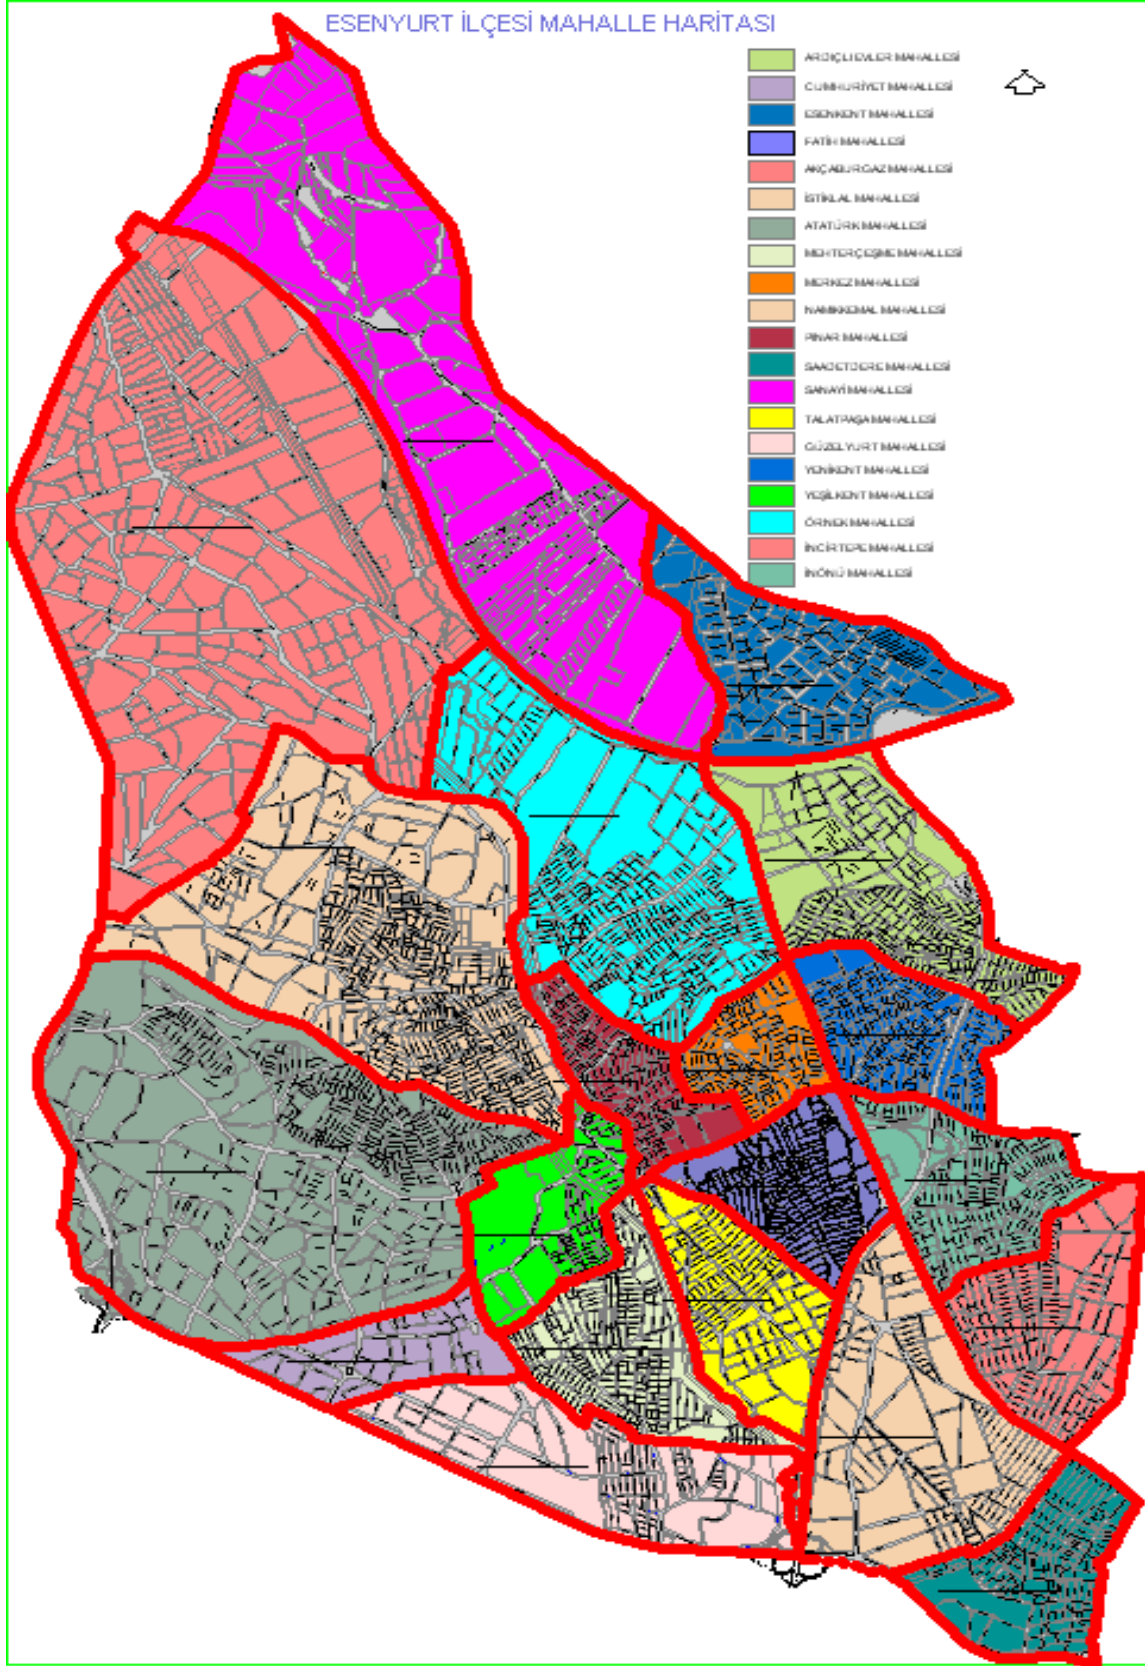 ESENYURT İLÇESİ MAHALLE HARİTASI
ARDIÇLIEVLER MAHALLESİ
CUMHURİYET MAHALLESİ
ESENKENT MAHALLESİ
FATİH MAHALLESİ
AKÇABURGAZ MAHALLESİ
İSTİKLAL MAHALLESİ
ATATÜRK MAHALLESİ
MEHTERÇEŞME MAHALLESİ
MERKEZ MAHALLESİ
NAMIKKEMAL MAHALLESİ
PINAR MAHALLESİ
SAADETDERE MAHALLESİ
SANAYİ MAHALLESİ
TALATPAŞA MAHALLESİ
GÜZELYURT MAHALLESİ
YENİKENT MAHALLESİ
YEŞİLKENT MAHALLESİ
ÖRNEK MAHALLESİ
İNCİRTEPE MAHALLESİ
İNÖNÜ MAHALLESİ